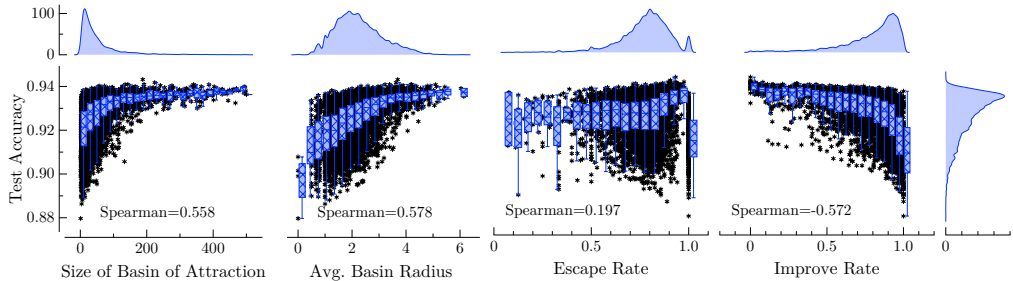 100
50
0
Test Accuracy
0.94
0.92
0.90
0.88
Spearman=0.558
Spearman=0.578
Spearman=0.197
Spearman=-0.572
0 200 400
0 2 4 6
0 0.5 1.0
0 0.5 1.0
0
Size of Basin of Attraction
Avg. Basin Radius
Escape Rate
Improve Rate